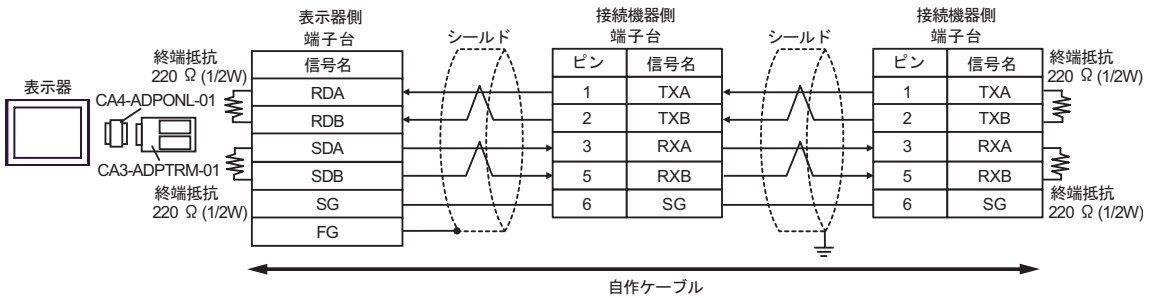 表示器側
端子台
シールド
接続機器側
端子台
シールド
接続機器側
端子台
終端抵抗
220 Ω (1/2W)
信号名
ピン 信号名
ピン 信号名
終端抵抗
220 Ω (1/2W)
表示器
CA4-ADPONL-01
CA3-ADPTRM-01
RDA 1 TXA 1 TXA
RDB 2 TXB 2 TXB
SDA 3 RXA 3 RXA
SDB 5 RXB 5 RXB
SG 6 SG 6 SG
FG
終端抵抗
220 Ω (1/2W)
終端抵抗
220 Ω (1/2W)
自作ケーブル